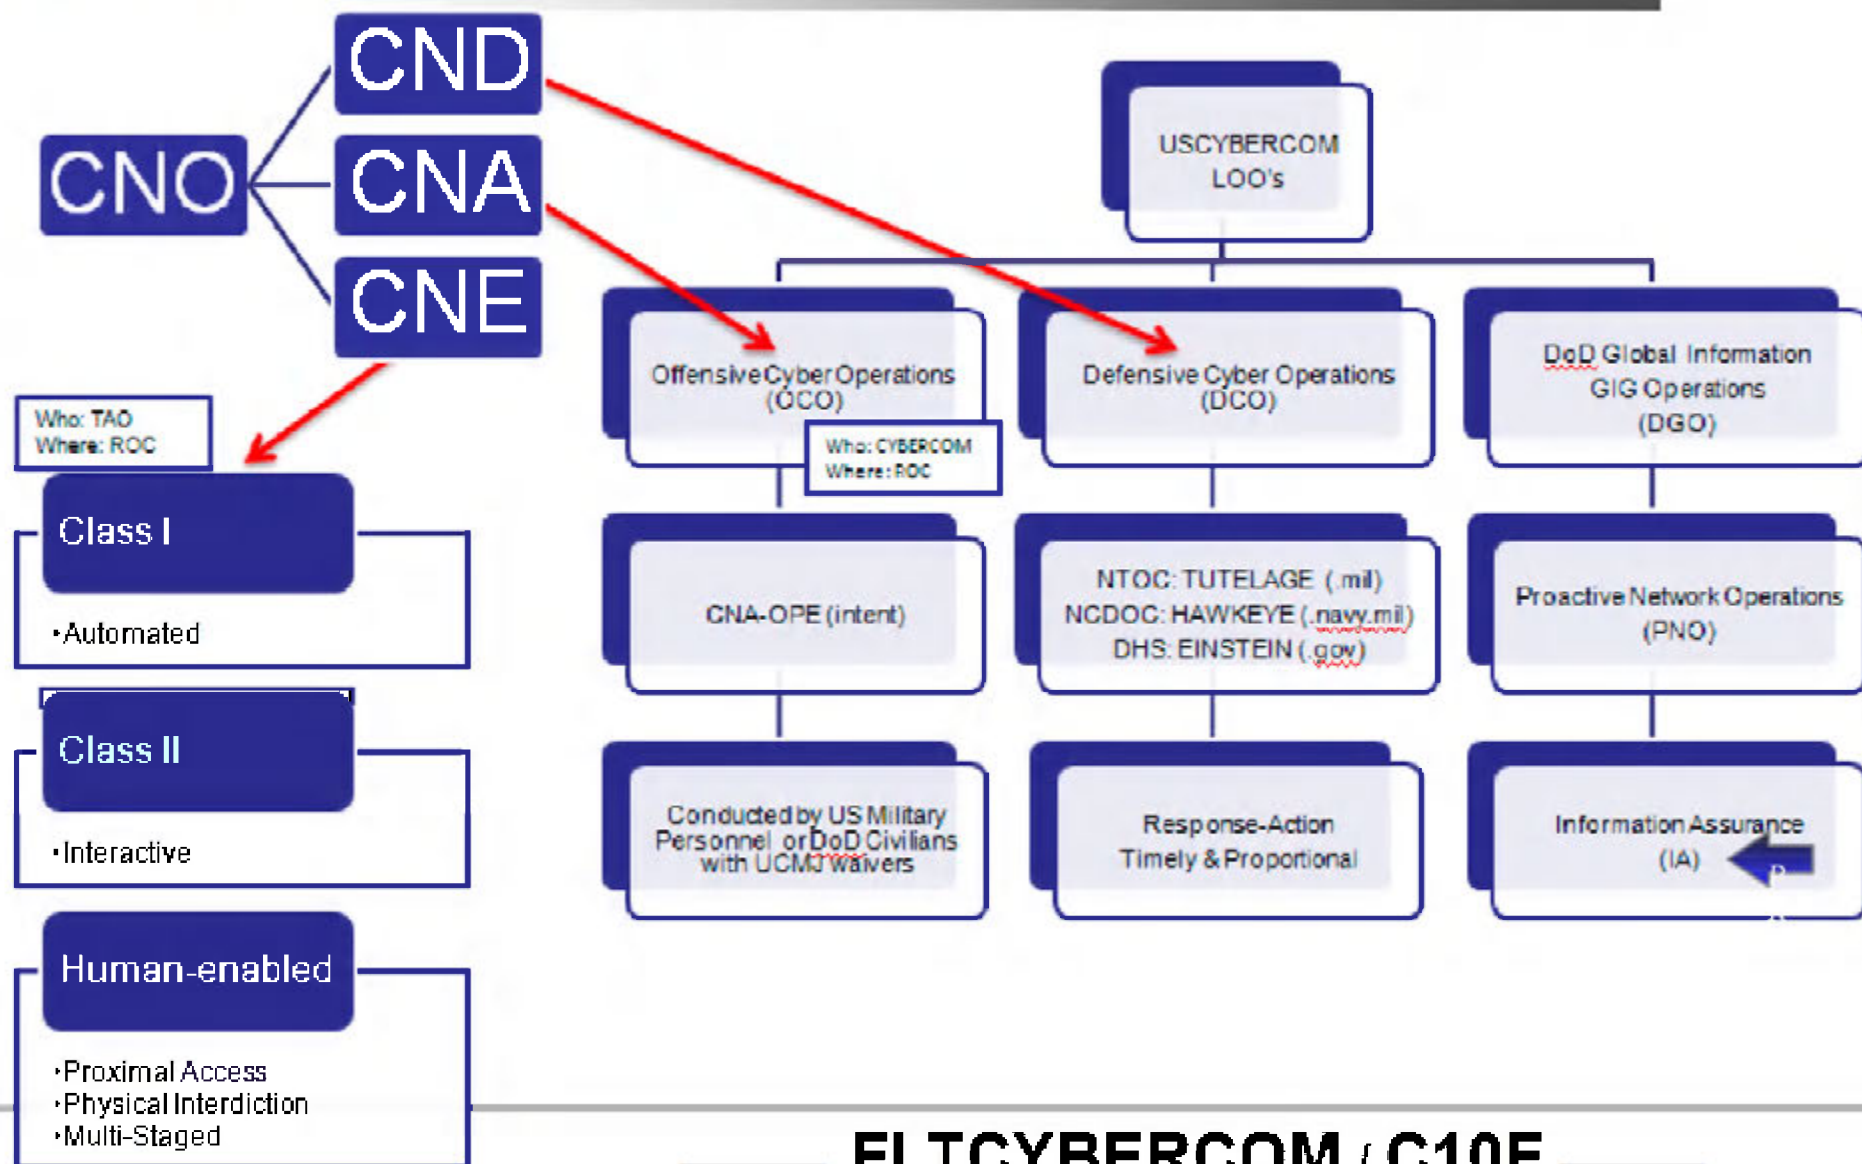 CNO
CND
CNA
CNE
Who: TAO
Where: ROC
Class I
•Automated
Class II
•Interactive
Human-enabled
•Proximal Access
•Physical Interdiction
•Multi-Staged
USCYBERCOM
LOO's
Offensive Cyber Operations
(OCO)
Who: CYBERCOM
Where: ROC
CNA-OPE (intent)
Conducted by US Military
Personnel or DoD Civilians
with UCMJ waivers
Defensive Cyber Operations
(DCO)
NTOC: TUTELAGE (.mil)
NCDOC: HAWKEYE (.navy.mil)
DHS: EINSTEIN (.gov)
Response-Action
Timely & Proportional
DoD Global Information
GIG Operations
(DGO)
Proactive Network Operations
(PNO)
Information Assurance
(IA)
FLTCYBERCOM / C10F